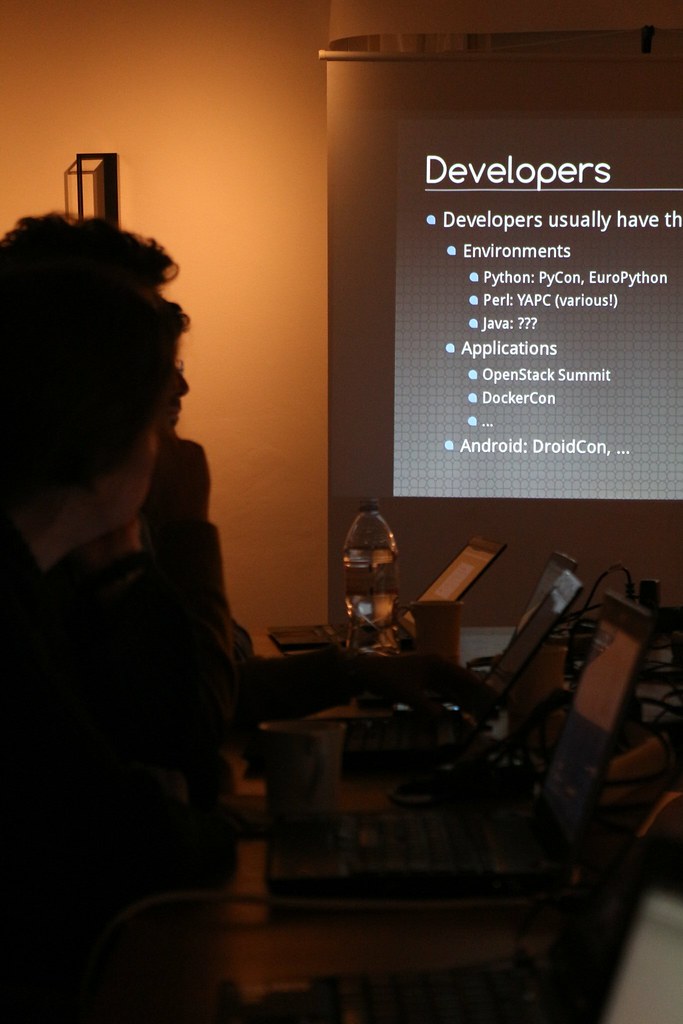 Developers
Developers usually have th
Environments
Python: PyCon, EuroPython
Perl: YAPC (various!)
Java: ???
Applications
OpenStack Summit
DockerCon
...
Android: DroidCon, ...